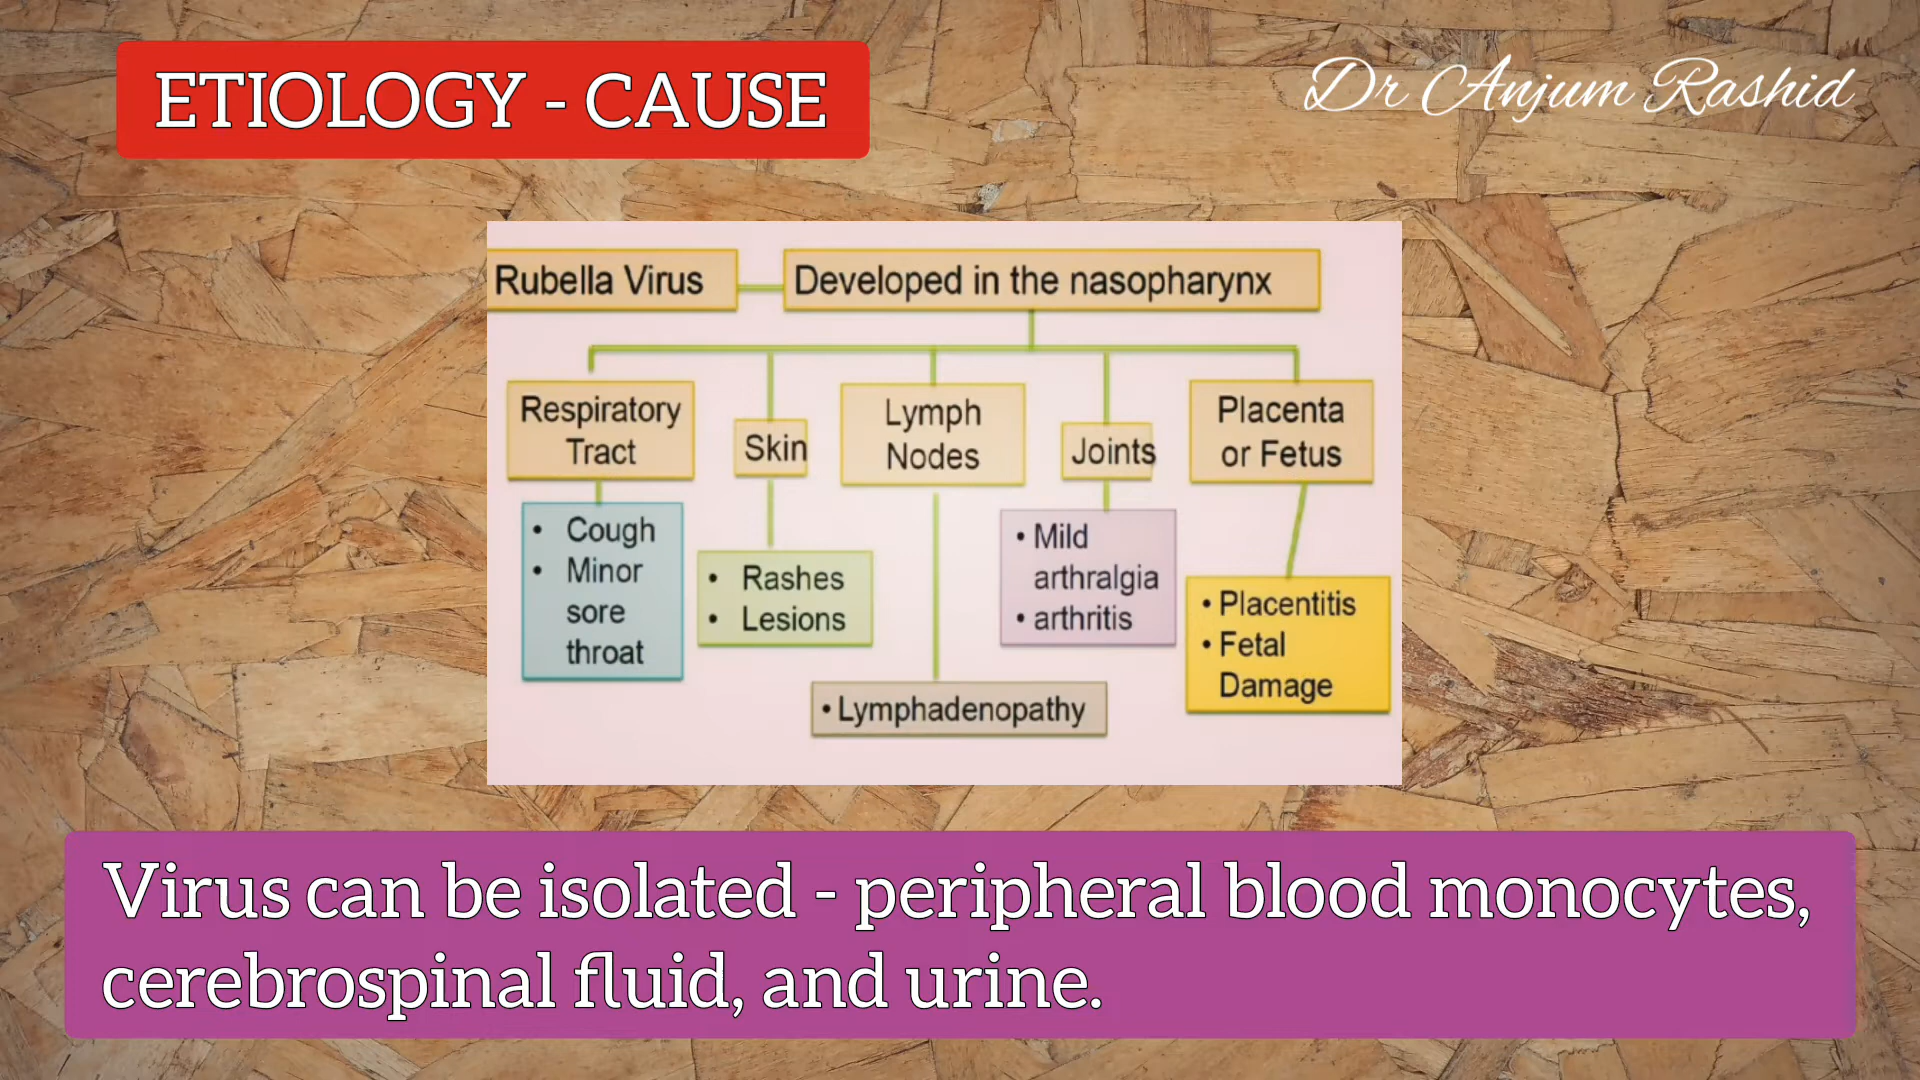 ETIOLOGY - CAUSE
Dr Anjum Rashid
Rubella Virus
Developed in the nasopharynx
Respiratory
Tract
Skin
Lymph
Nodes
Joints
Placenta
or Fetus
• Cough
• Minor
sore
throat
• Rashes
• Lesions
• Lymphadenopathy
• Mild
arthralgia
• arthritis
• Placentitis
• Fetal
Damage
Virus can be isolated - peripheral blood monocytes,
cerebrospinal fluid, and urine.